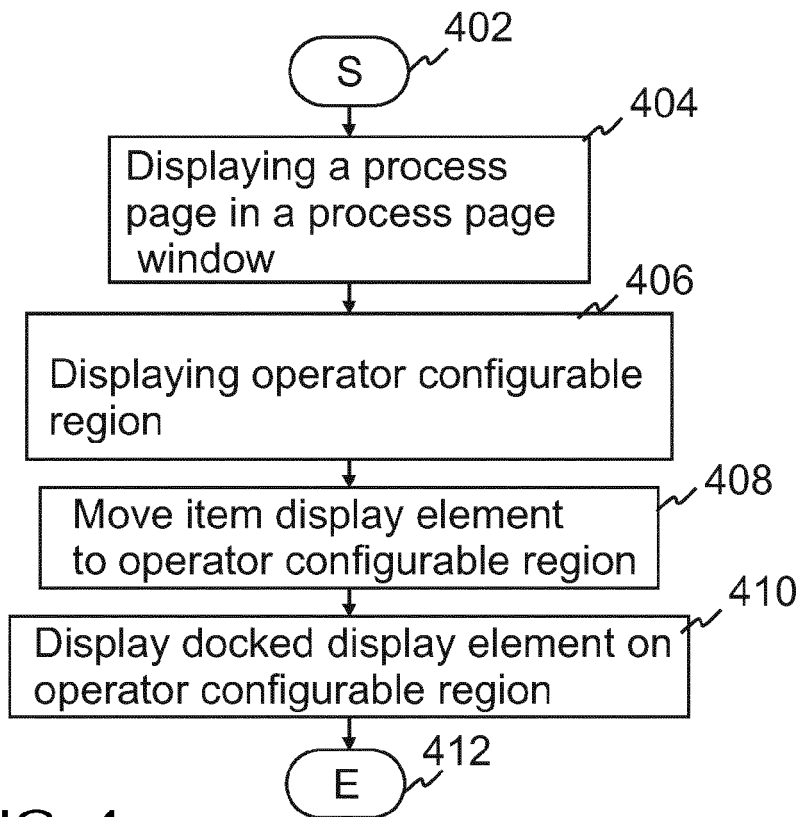 402
S
404
Displaying a process
page in a process page
window
406
Displaying operator configurable
region
408
Move item display element
to operator configurable region
410
Display docked display element on
operator configurable region
412
E